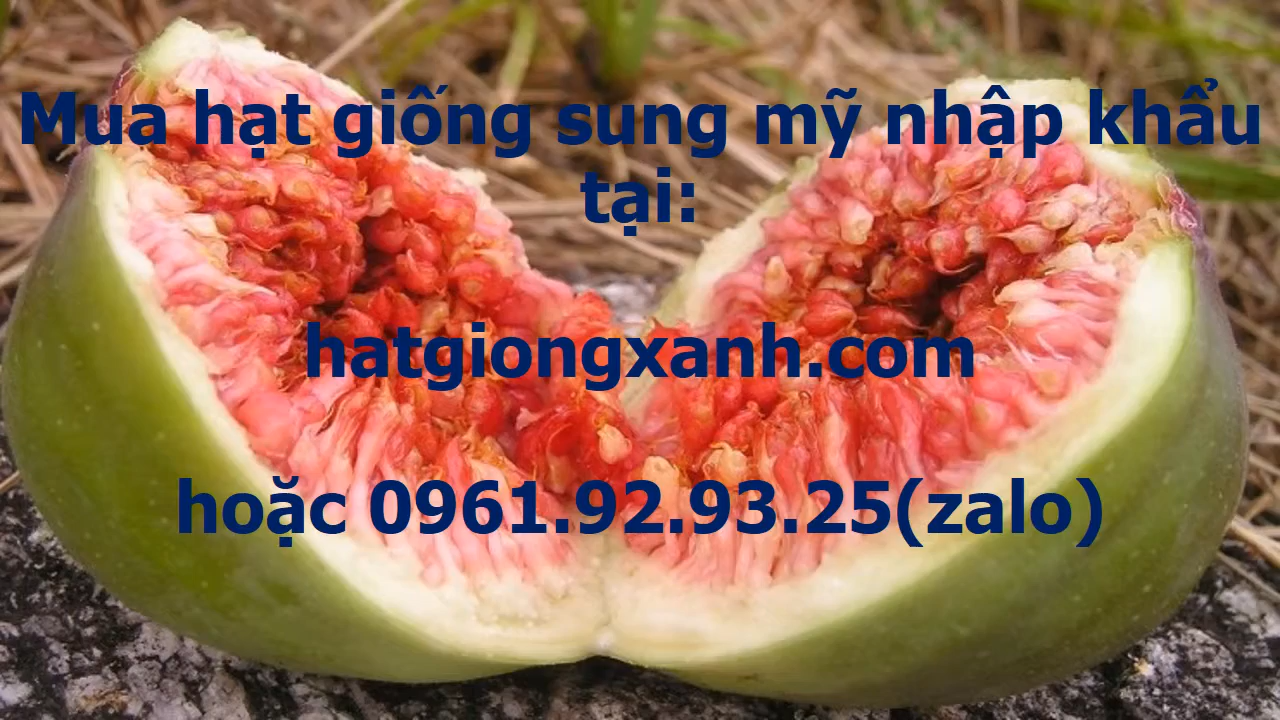 Mua hạt giống sung mỹ nhập khẩu
tại:
hatgiongxanh.com
hoặc 0961.92.93.25(zalo)